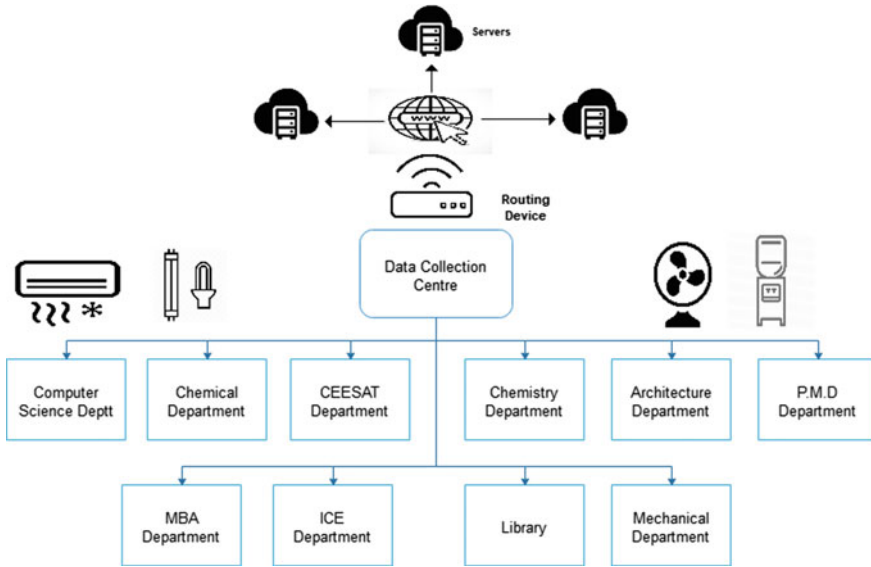 Servers
www
Routing
Device
Data Collection
Centre
Computer
Science Deptt
Chemical
Department
CEESAT
Department
Chemistry
Department
Architecture
Department
P.M.D
Department
MBA
Department
ICE
Department
Library
Mechanical
Department